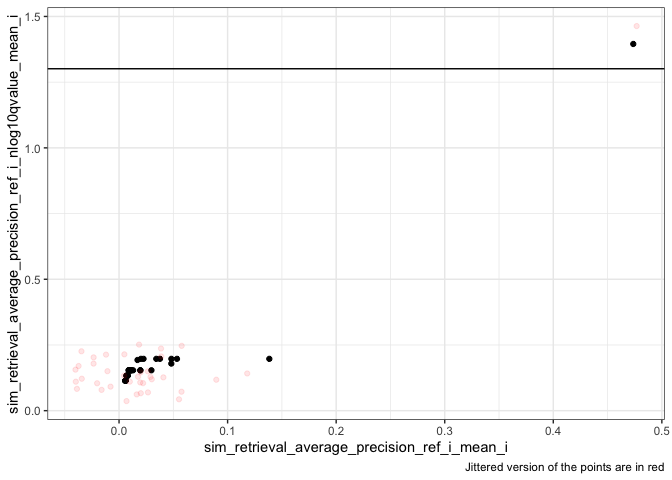 sim_retrieval_average_precision_ref_i_nlog10qvalue_mean_i
1.5
1.0
0.5
0.0
0.0 0.1 0.2 0.3 0.4 0.5
sim_retrieval_average_precision_ref_i_mean_i
Jittered version of the points are in red